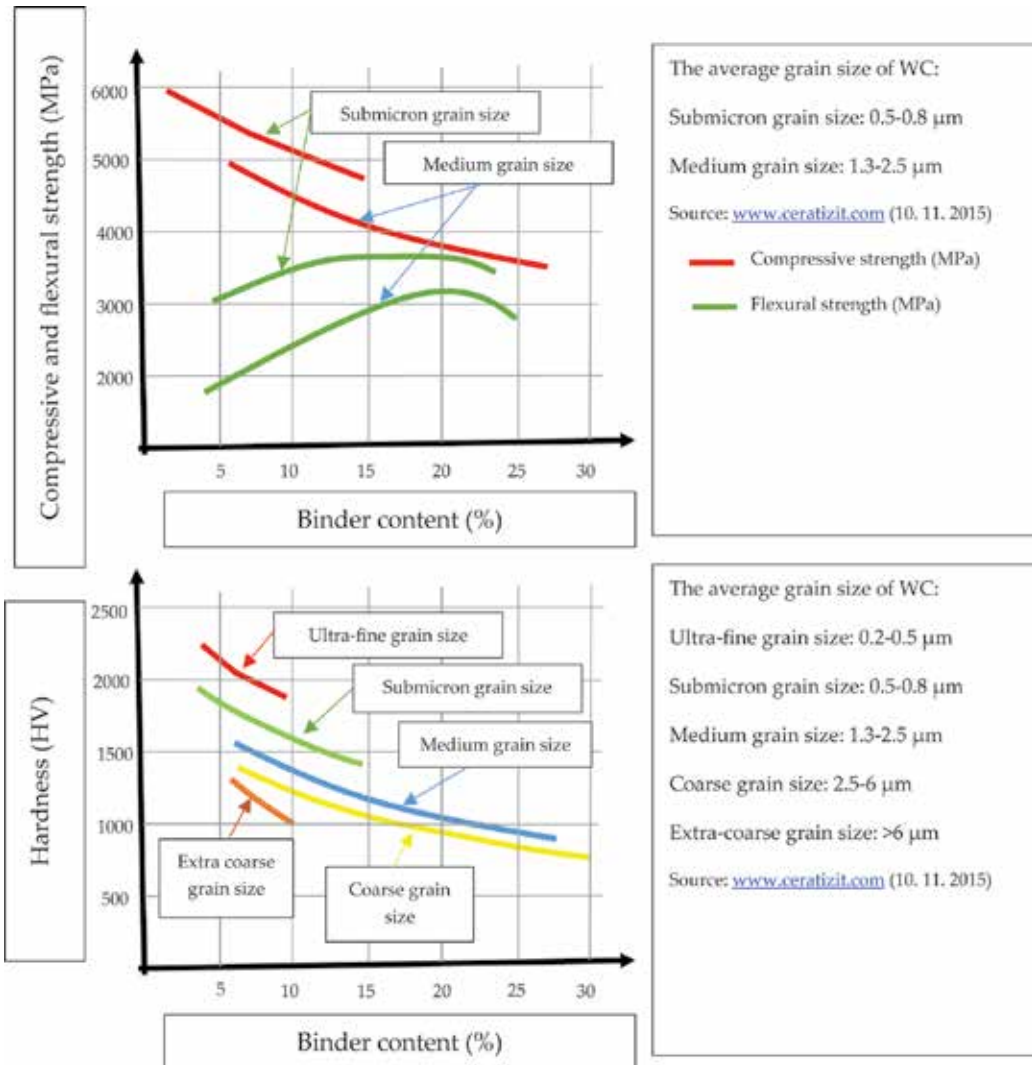 Compressive and flexural strength (MPa)
6000
5000
4000
3000
2000
Submicron grain size
Medium grain size
5 10 15 20 25 30
Binder content (%)
The average grain size of WC:
Submicron grain size: 0.5-0.8 μm
Medium grain size: 1.3-2.5 μm
Source: www.ceratizit.com (10. 11. 2015)
Compressive strength (MPa)
Flexural strength (MPa)
Hardness (HV)
2500
2000
1500
1000
500
Ultra-fine grain size
Submicron grain size
Medium grain size
Extra coarse
grain size
Coarse grain
size
5 10 15 20 25 30
Binder content (%)
The average grain size of WC:
Ultra-fine grain size: 0.2-0.5 μm
Submicron grain size: 0.5-0.8 μm
Medium grain size: 1.3-2.5 μm
Coarse grain size: 2.5-6 μm
Extra-coarse grain size: >6 μm
Source: www.ceratizit.com (10. 11. 2015)